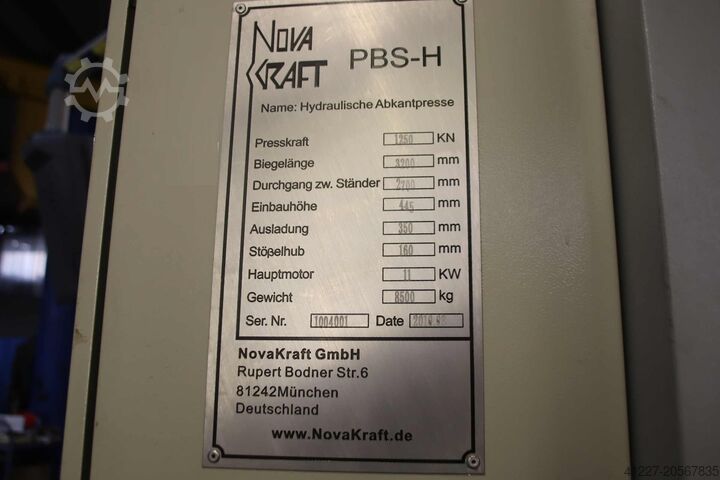 NOVA
KRAFT
PBS-H
Name: Hydraulische Abkantpresse
Presskraft 1250 KN
Biegelänge 3200 mm
Durchgang zw. Ständer 2700 mm
Einbauhöhe 445 mm
Ausladung 350 mm
Stößelhub 160 mm
Hauptmotor 11 KW
Gewicht 8500 kg
Ser. Nr. 1004001 Date
NovaKraft GmbH
Rupert Bodner Str.6
81242München
Deutschland
www.NovaKraft.de
41227-20567835